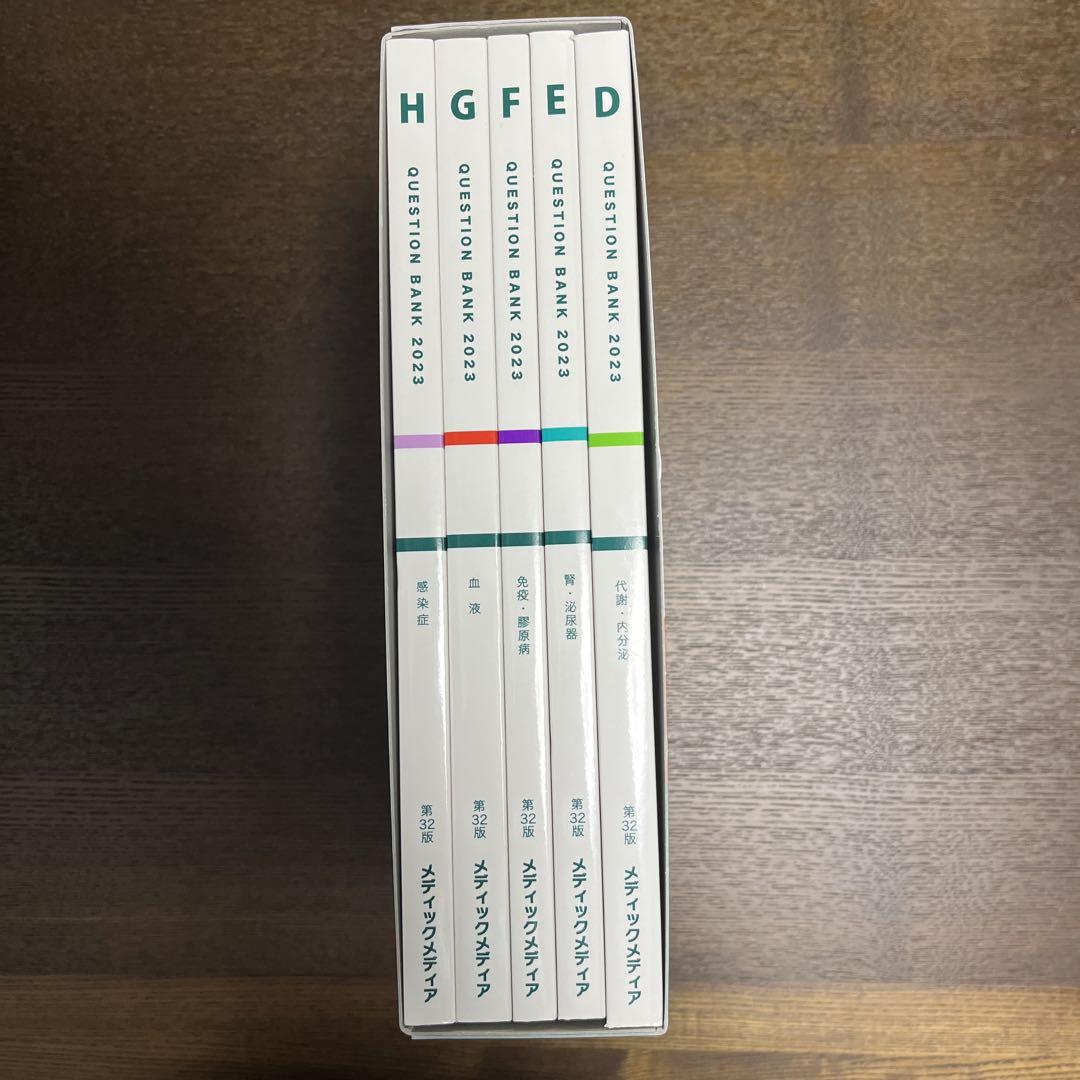 H
QUESTION BANK 2023
感染症
第32版
メディックメディア
G
QUESTION BANK 2023
血液
第32版
メディックメディア
F
QUESTION BANK 2023
免疫・膠原病
第32版
メディックメディア
E
QUESTION BANK 2023
腎・泌尿器
第32版
メディックメディア
D
QUESTION BANK 2023
代謝・内分泌
第32版
メディックメディア